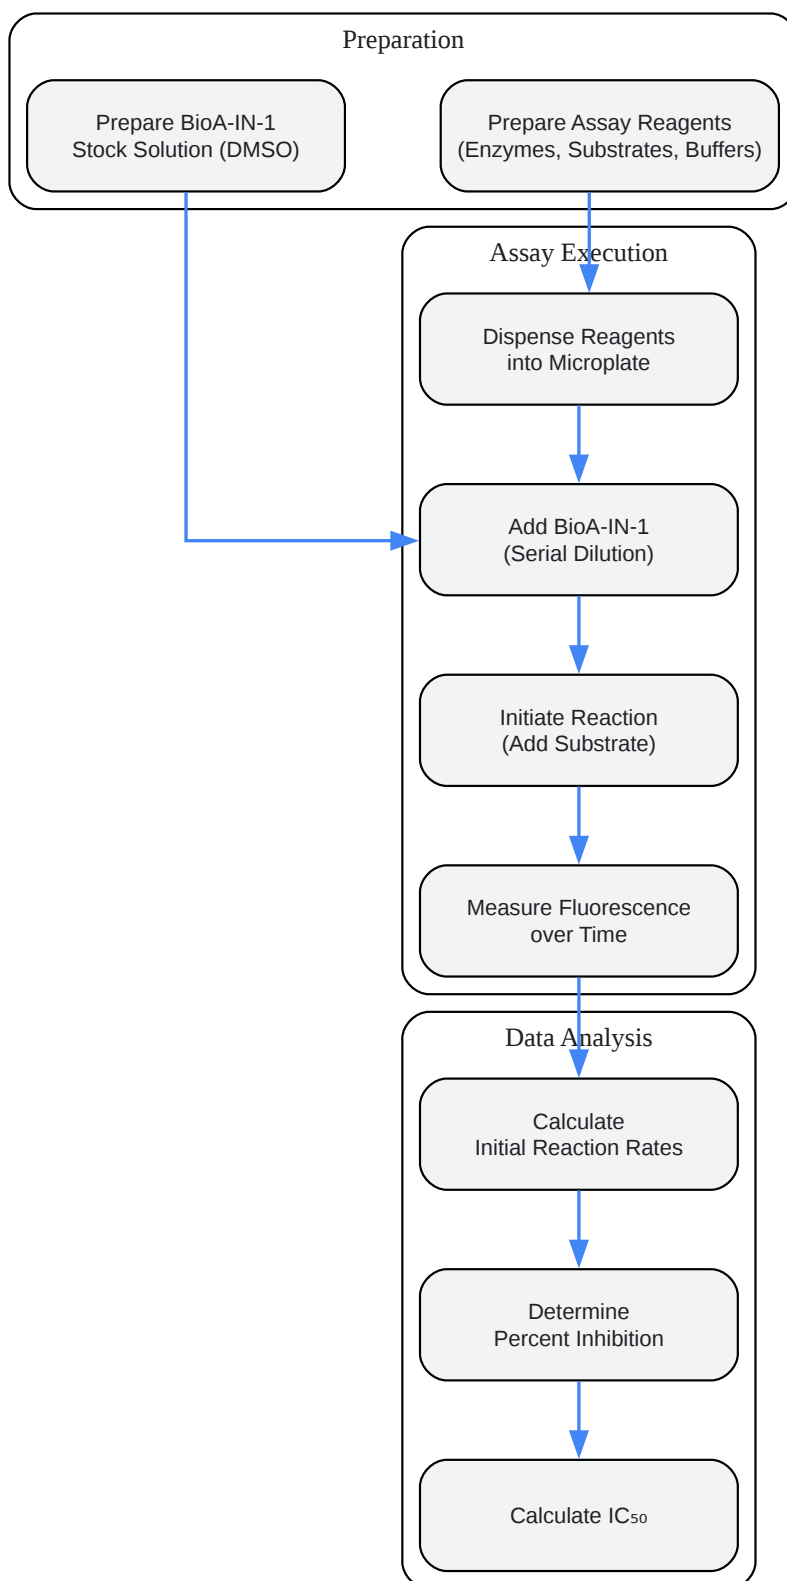 Preparation
Prepare BioA-IN-1
Stock Solution (DMSO)
Prepare Assay Reagents
(Enzymes, Substrates, Buffers)
Assay Execution
Dispense Reagents
into Microplate
Add BioA-IN-1
(Serial Dilution)
Initiate Reaction
(Add Substrate)
Measure Fluorescence
over Time
Data Analysis
Calculate
Initial Reaction Rates
Determine
Percent Inhibition
Calculate IC₅₀